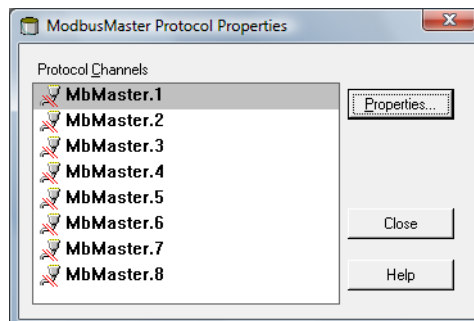 ModbusMaster Protocol Properties
Protocol Channels
MbMaster.1
MbMaster.2
MbMaster.3
MbMaster.4
MbMaster.5
MbMaster.6
MbMaster.7
MbMaster.8
Properties...
Close
Help